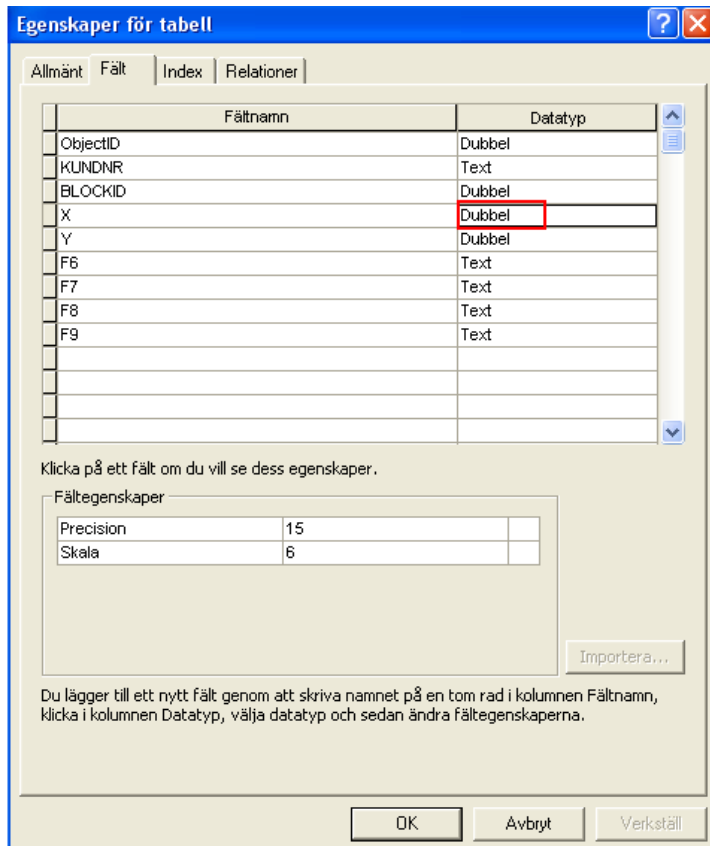 Egenskaper för tabell
Allmänt Fält Index Relationer
Fältnamn Datatyp
ObjectID Dubbel
KUNDNR Text
BLOCKID Dubbel
X Dubbel
Y Dubbel
F6 Text
F7 Text
F8 Text
F9 Text
Klicka på ett fält om du vill se dess egenskaper.
Fältegenskaper
Precision 15
Skala 6
Importera...
Du lägger till ett nytt fält genom att skriva namnet på en tom rad i kolumnen Fältnamn,
klicka i kolumnen Datatyp, välja datatyp och sedan ändra fältegenskaperna.
OK Avbryt Verkställ